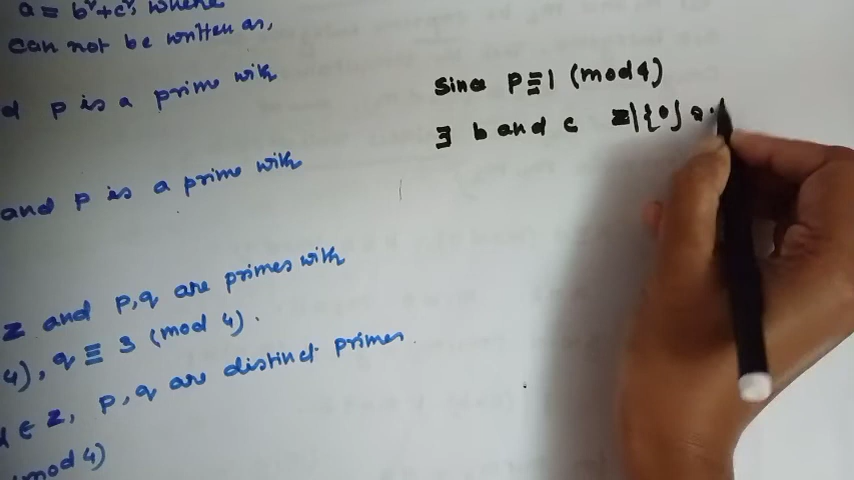 a = b² + c², where
can not be written as,
d p is a prime with
and p is a prime with
Z and p, q are primes with
4), q ≡ 3 (mod 4).
d ∈ Z, p, q are distinct primes
mod 4)
Since p ≡ 1 (mod 4)
∃ b and c Z|{0}